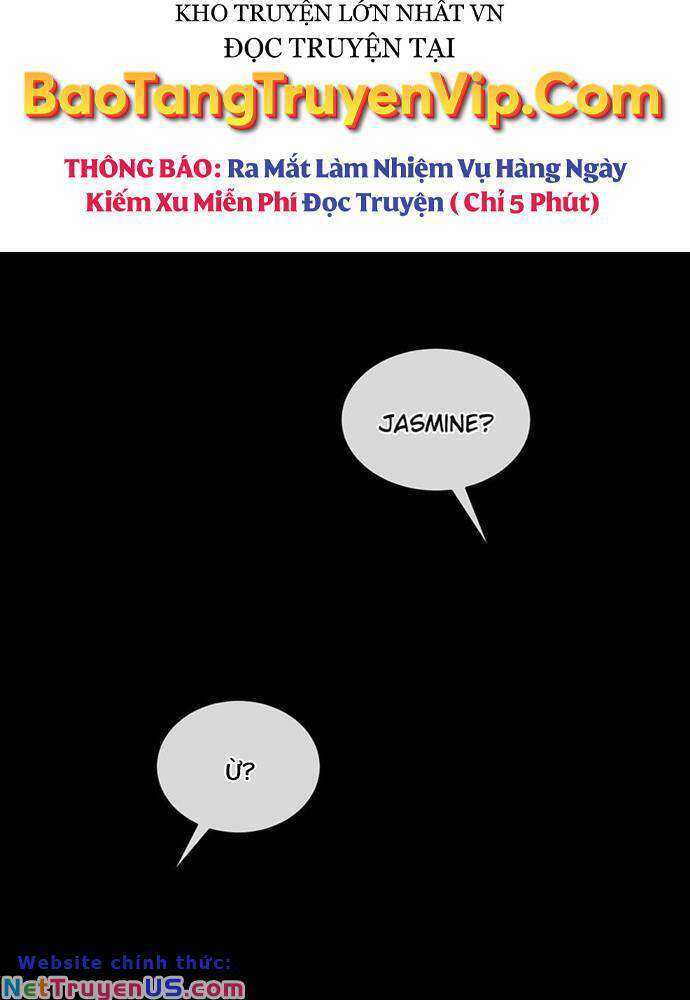 KHO TRUYỆN LỚN NHẤT VN
ĐỌC TRUYỆN TẠI
BaoTangTruyenVip.Com
THÔNG BÁO: Ra Mắt Làm Nhiệm Vụ Hàng Ngày
Kiếm Xu Miễn Phí Đọc Truyện ( Chỉ 5 Phút)
JASMINE?
Ừ?
Website chính thức:
NetTruyenUS.com